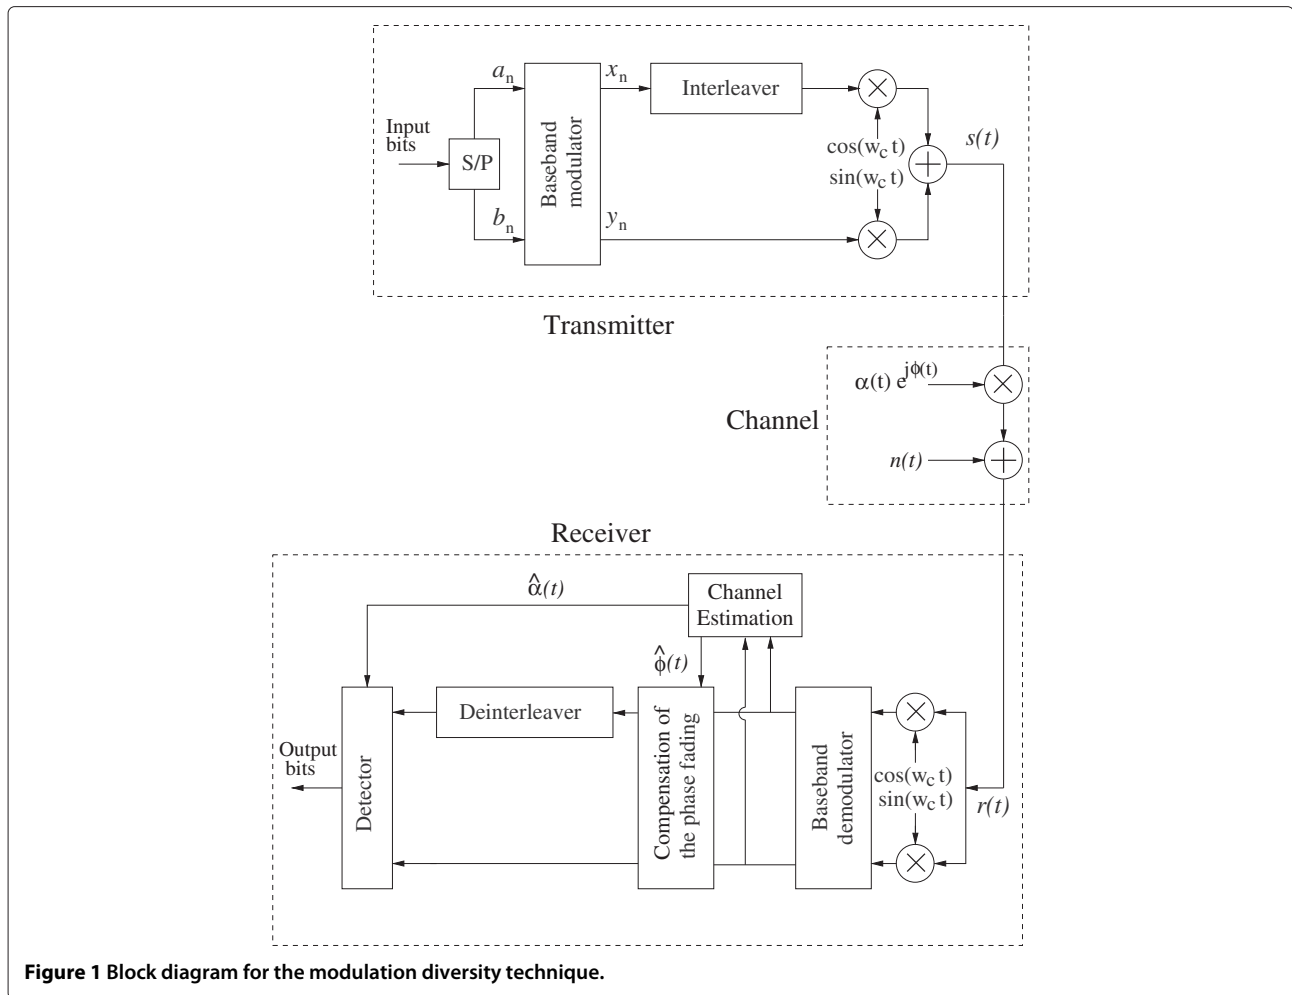 a_n
x_n
Interleaver
Input
bits
S/P
Baseband
modulator
cos(w_c t)
sin(w_c t)
s(t)
b_n
y_n
Transmitter
α(t) e^{jϕ(t)}
Channel
n(t)
Receiver
α̂(t)
Channel
Estimation
ϕ̂(t)
Deinterleaver
Output
bits
Detector
Compensation of
the phase fading
Baseband
demodulator
cos(w_c t)
sin(w_c t)
r(t)
Figure 1 Block diagram for the modulation diversity technique.